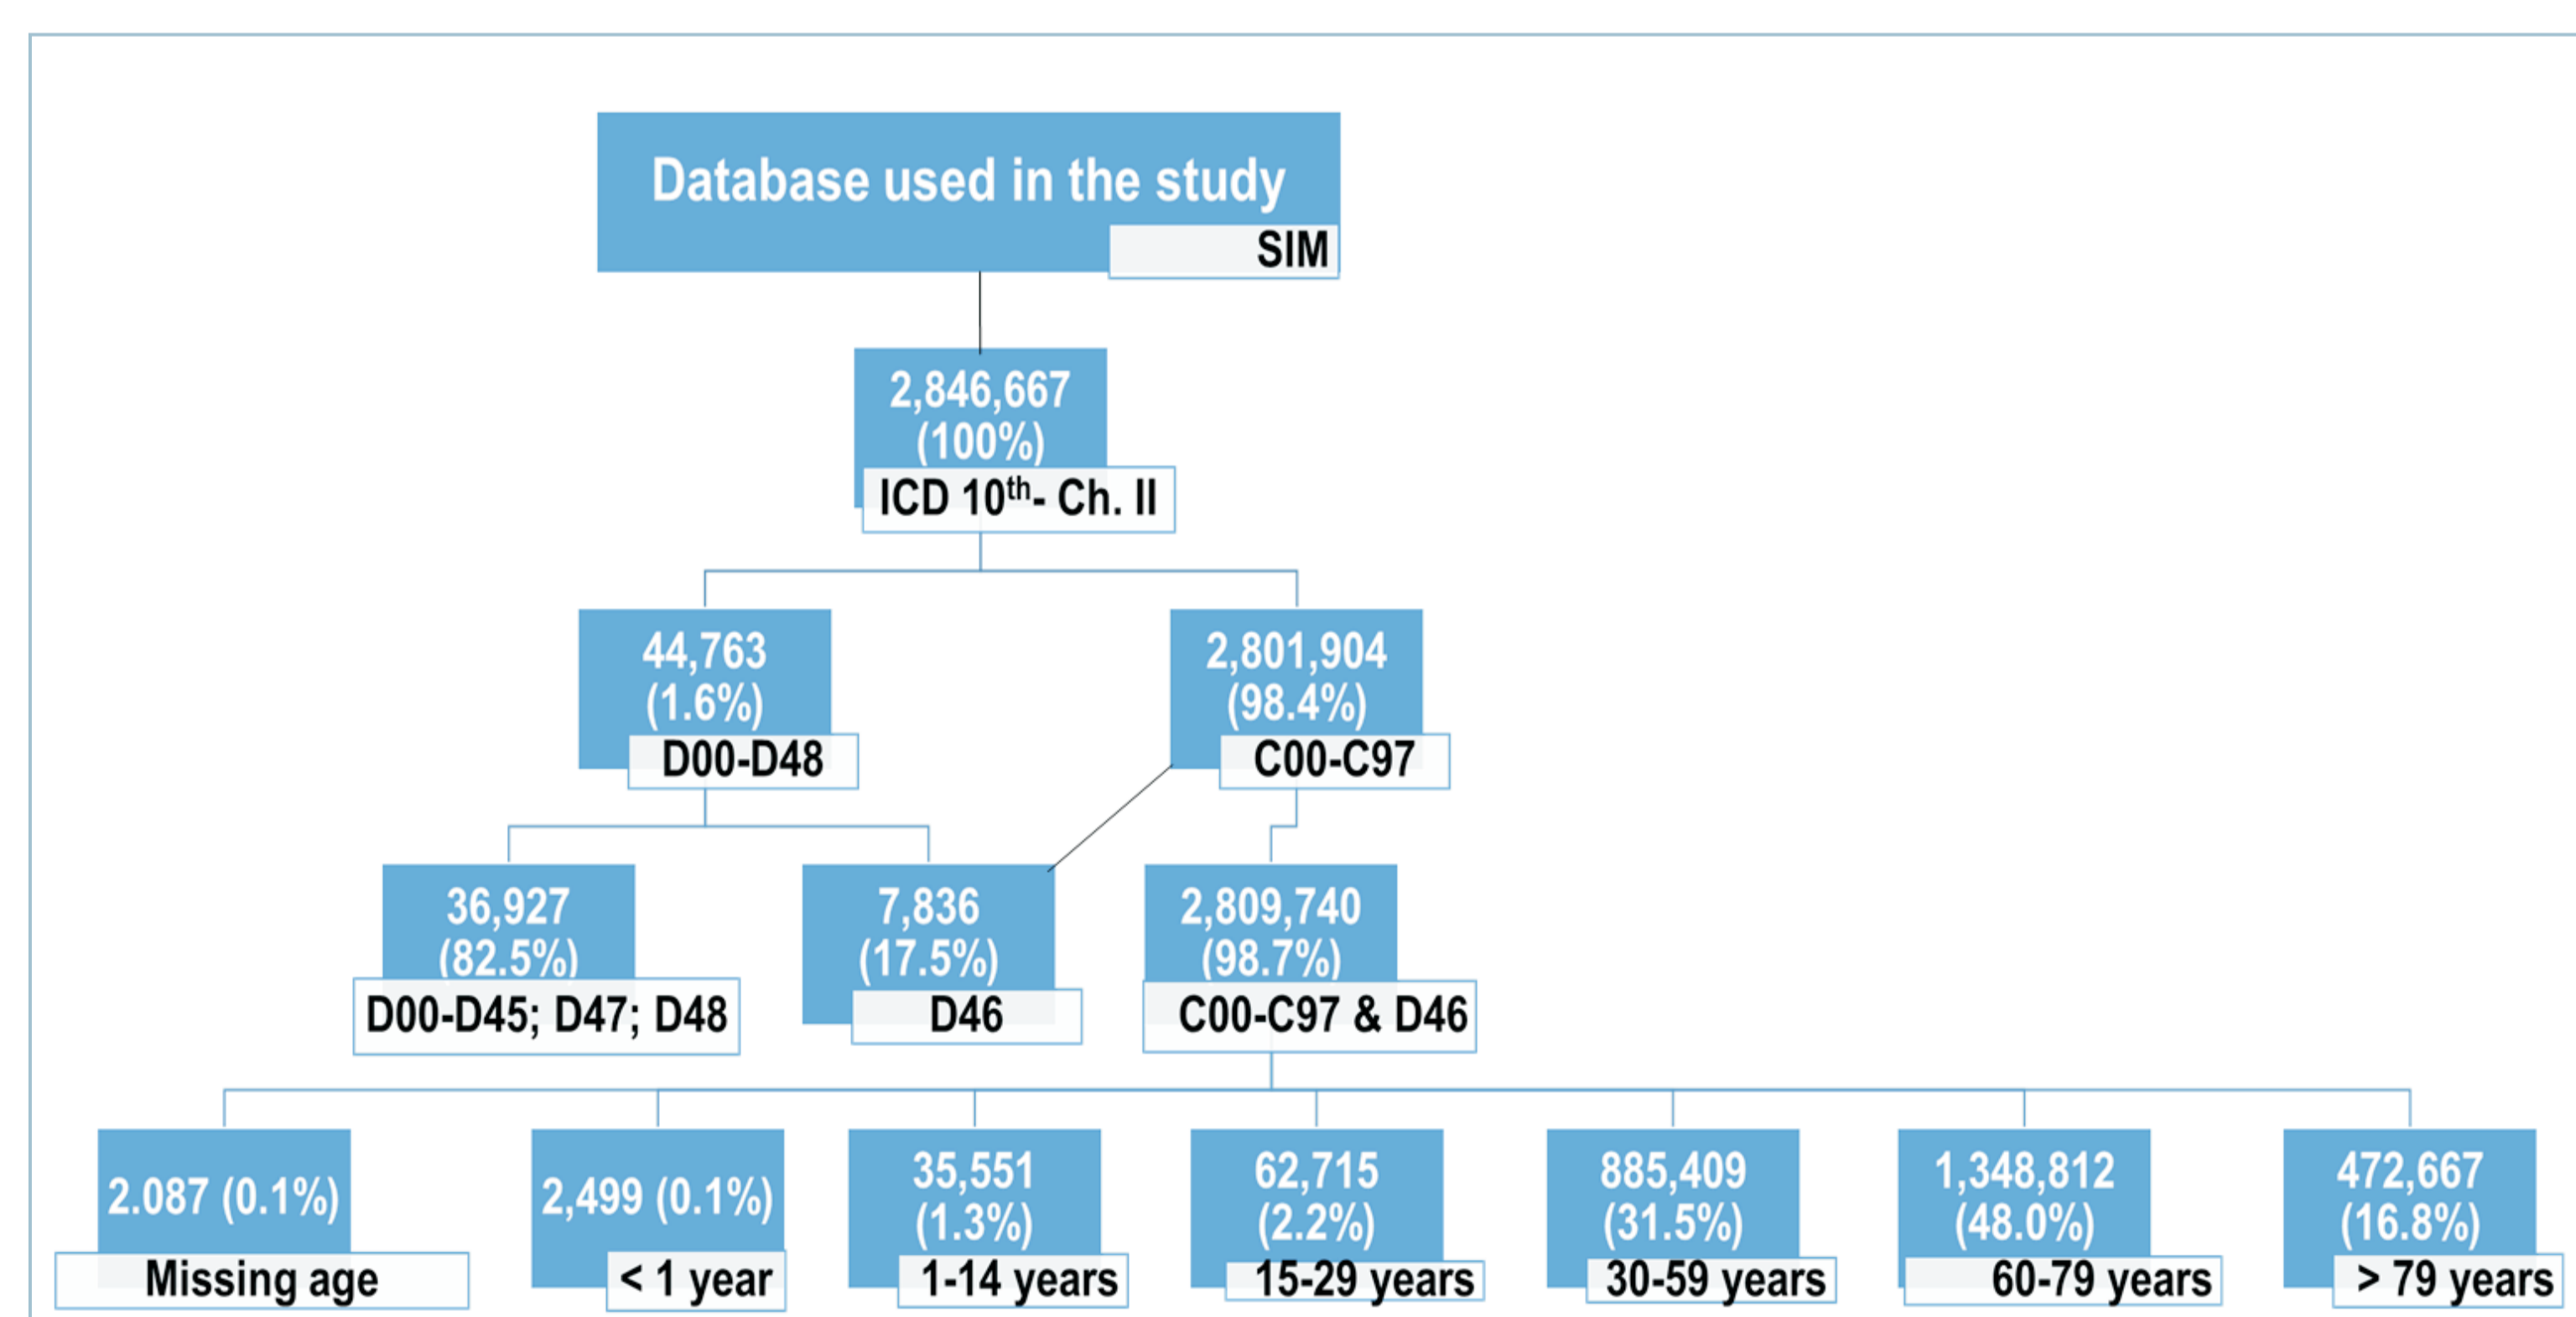 Database used in the study
SIM
2,846,667
(100%)
ICD 10th- Ch. II
44,763
(1.6%)
D00-D48
2,801,904
(98.4%)
C00-C97
36,927
(82.5%)
D00-D45; D47; D48
7,836
(17.5%)
D46
2,809,740
(98.7%)
C00-C97 & D46
2.087 (0.1%)
Missing age
2,499 (0.1%)
< 1 year
35,551
(1.3%)
1-14 years
62,715
(2.2%)
15-29 years
885,409
(31.5%)
30-59 years
1,348,812
(48.0%)
60-79 years
472,667
(16.8%)
> 79 years